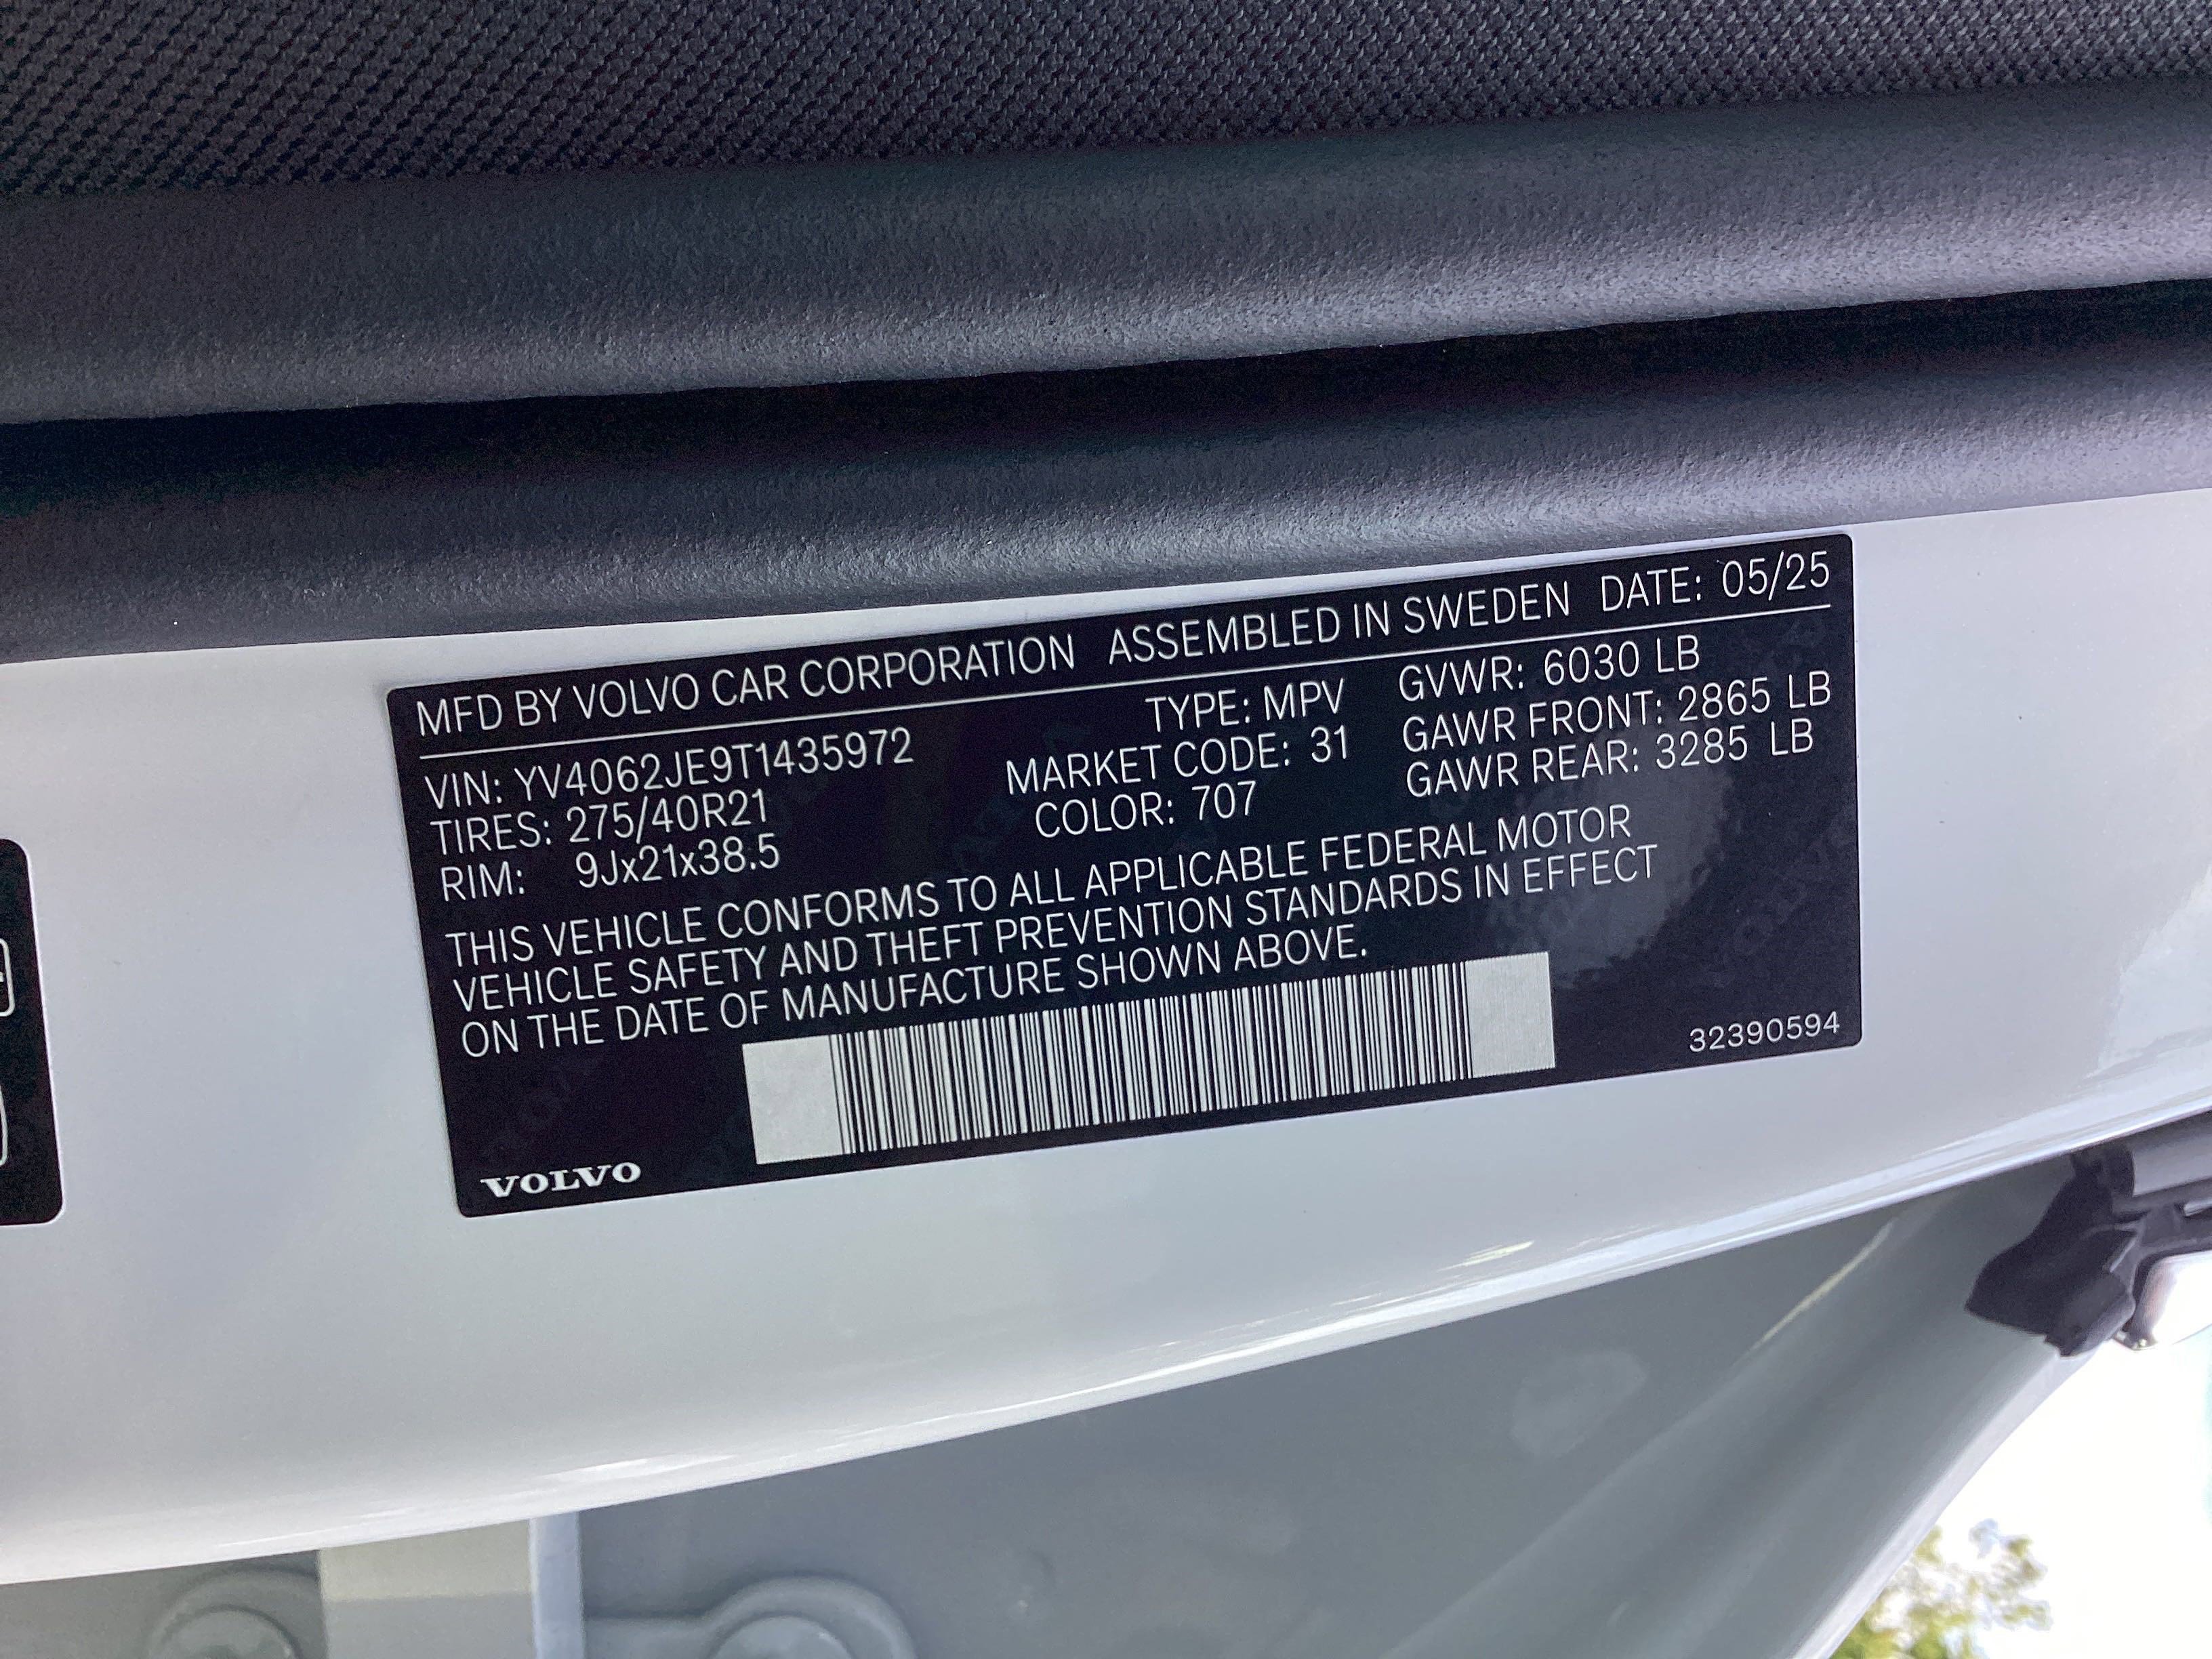 MFD BY VOLVO CAR CORPORATION ASSEMBLED IN SWEDEN DATE: 05/25
VIN: YV4062JE9T1435972 TYPE: MPV GVWR: 6030 LB
TIRES: 275/40R21 MARKET CODE: 31 GAWR FRONT: 2865 LB
RIM: 9Jx21x38.5 COLOR: 707 GAWR REAR: 3285 LB
THIS VEHICLE CONFORMS TO ALL APPLICABLE FEDERAL MOTOR
VEHICLE SAFETY AND THEFT PREVENTION STANDARDS IN EFFECT
ON THE DATE OF MANUFACTURE SHOWN ABOVE.
32390594
VOLVO